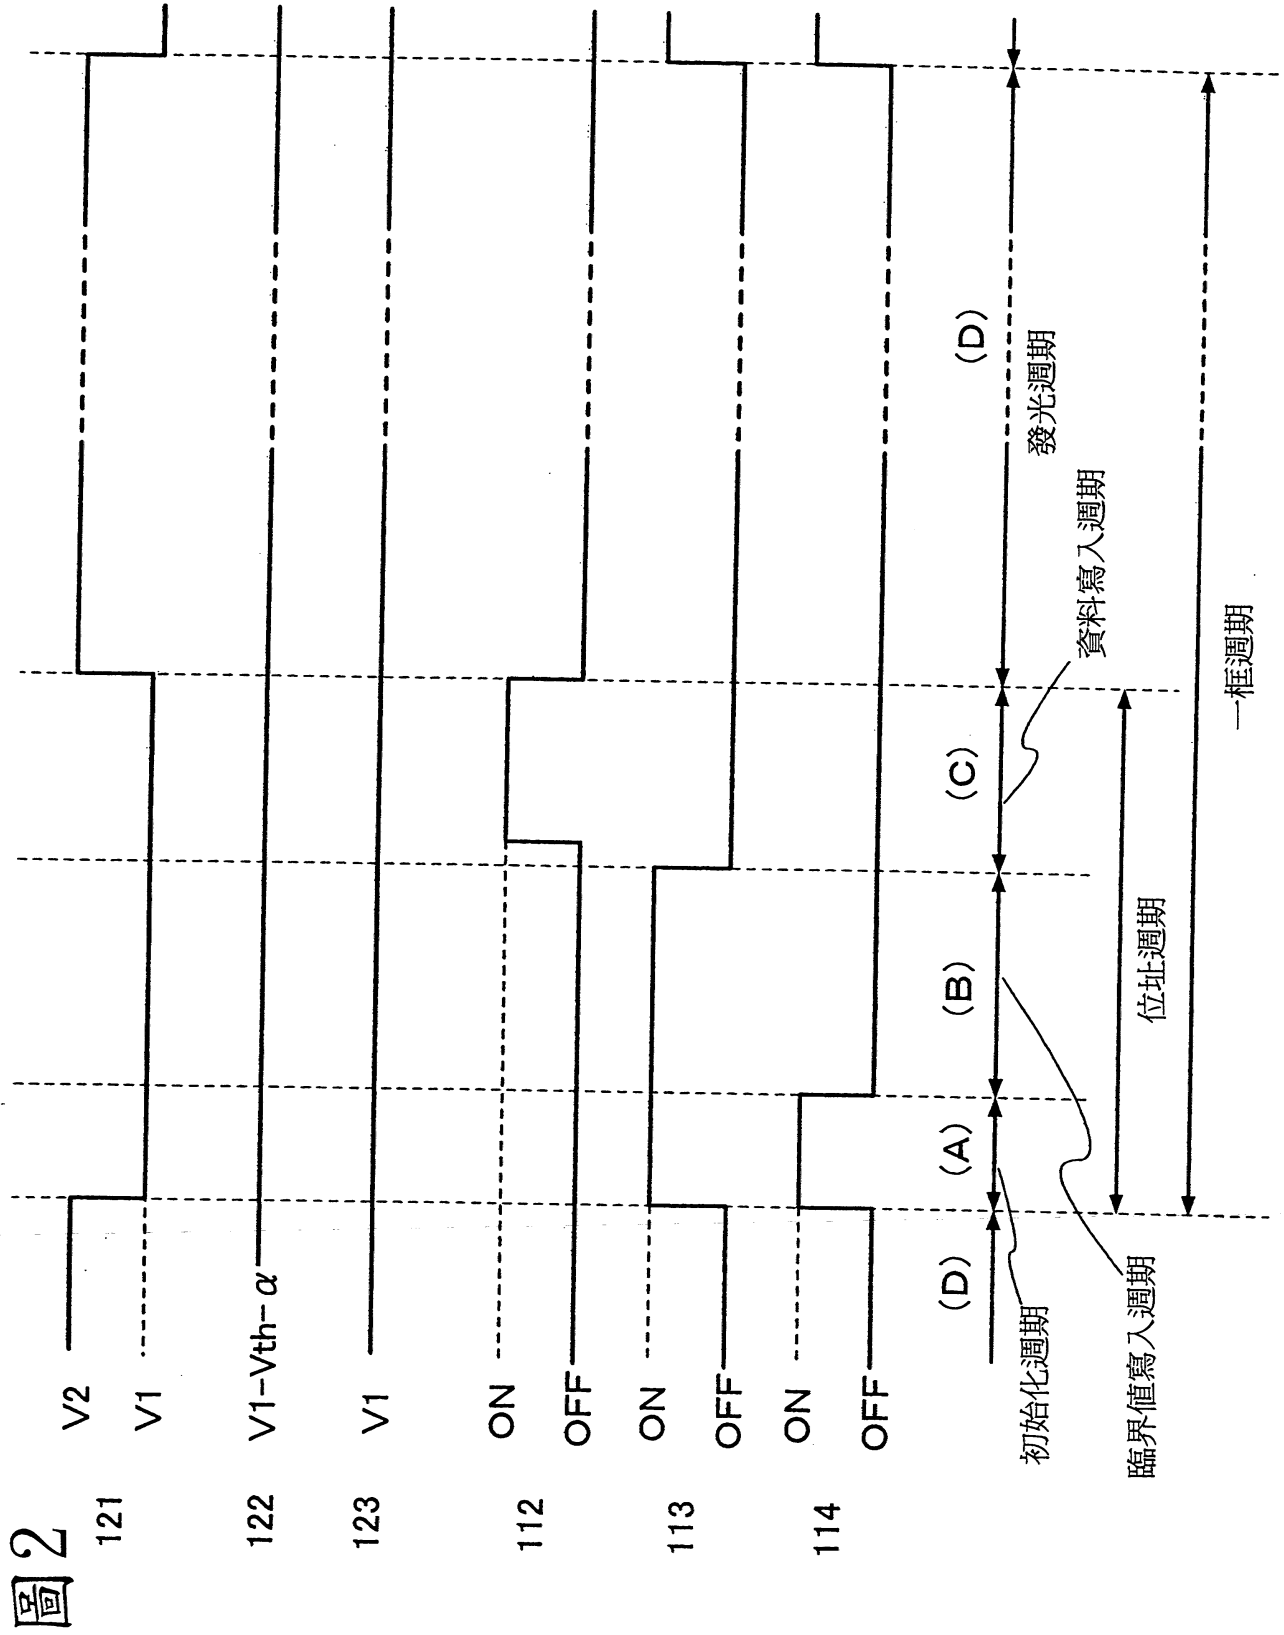 圖2
121
V2
V1
122
V1-Vth-α
123
V1
112
ON
OFF
113
ON
OFF
114
ON
OFF
(D)
(A)
(B)
(C)
(D)
初始化週期
臨界值寫入週期
資料寫入週期
發光週期
位址週期
一框週期